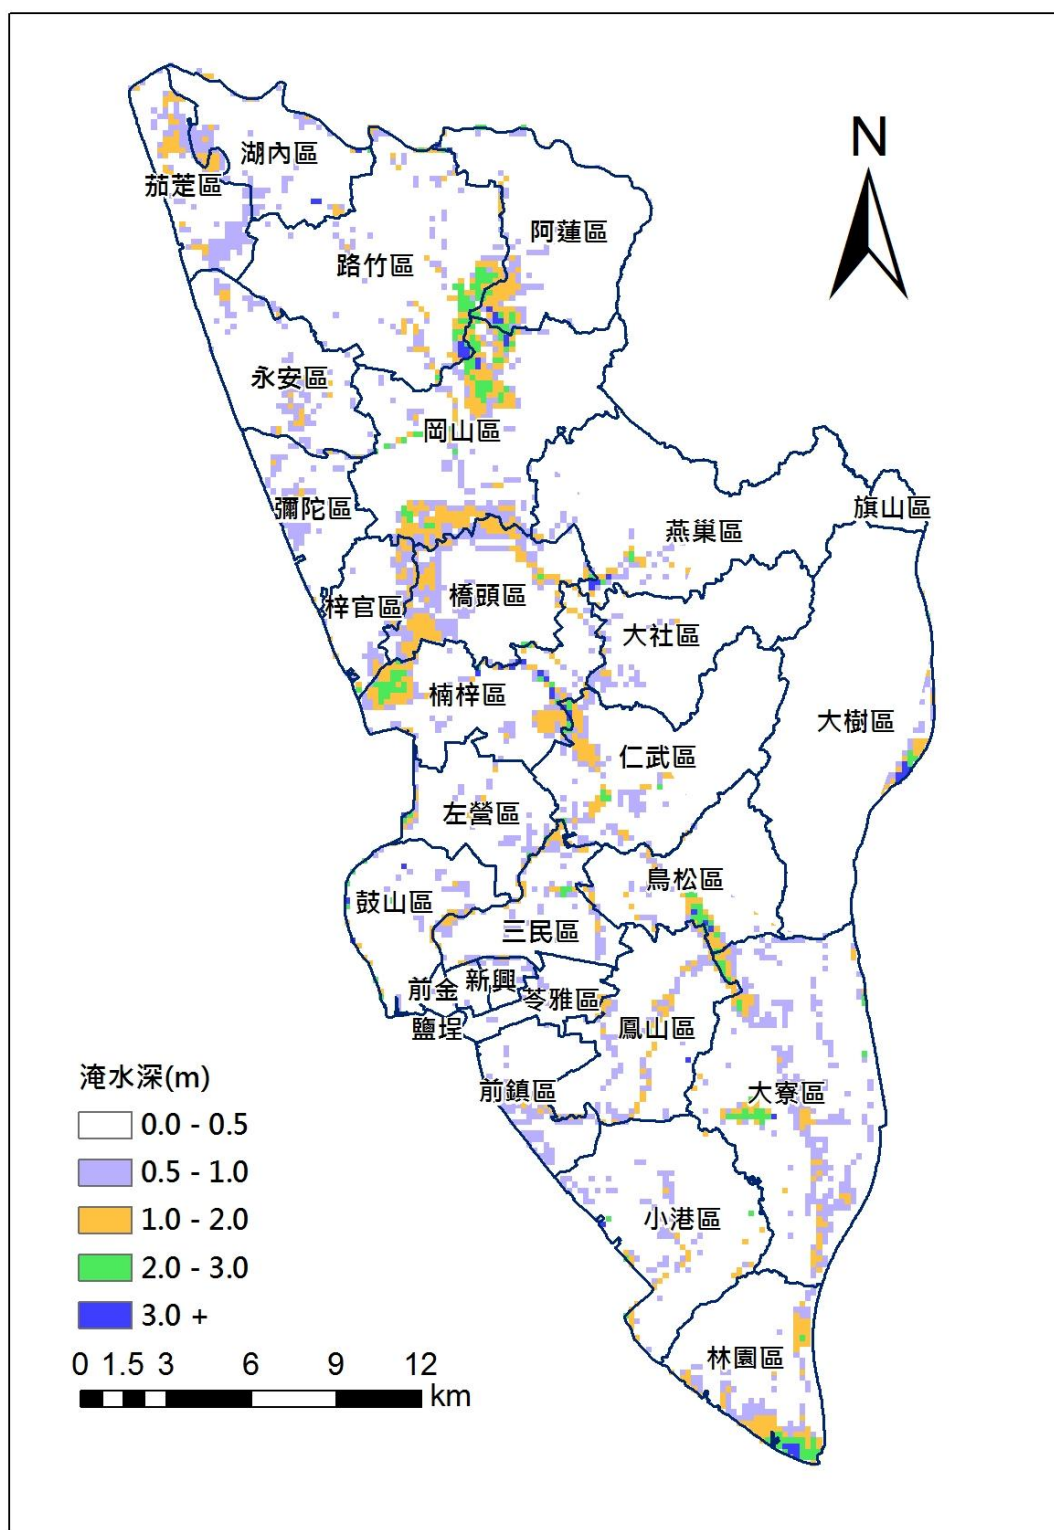 N
湖內區
茄萣區
阿蓮區
路竹區
永安區
岡山區
彌陀區
旗山區
燕巢區
橋頭區
梓官區
大社區
楠梓區
大樹區
仁武區
左營區
鳥松區
鼓山區
三民區
新興
前金
苓雅區
鹽埕
鳳山區
前鎮區
大寮區
小港區
林園區
淹水深(m)
0.0 - 0.5
0.5 - 1.0
1.0 - 2.0
2.0 - 3.0
3.0 +
0 1.5 3 6 9 12
km